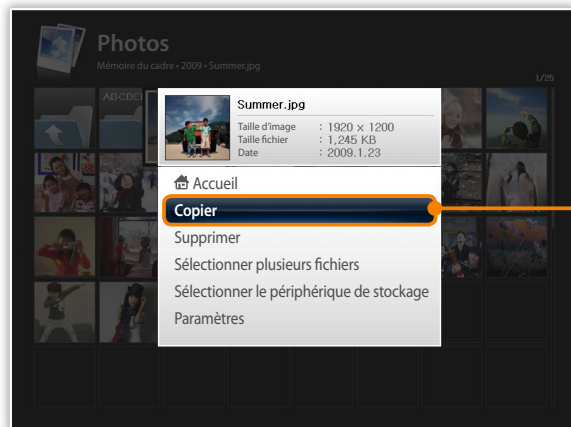 Photos
Mémoire du cadre • 2009 • Summer.jpg
1/25
ABCDE
Summer.jpg
Taille d'image : 1920 x 1200
Taille fichier : 1,245 KB
Date : 2009.1.23
Accueil
Copier
Supprimer
Sélectionner plusieurs fichiers
Sélectionner le périphérique de stockage
Paramètres